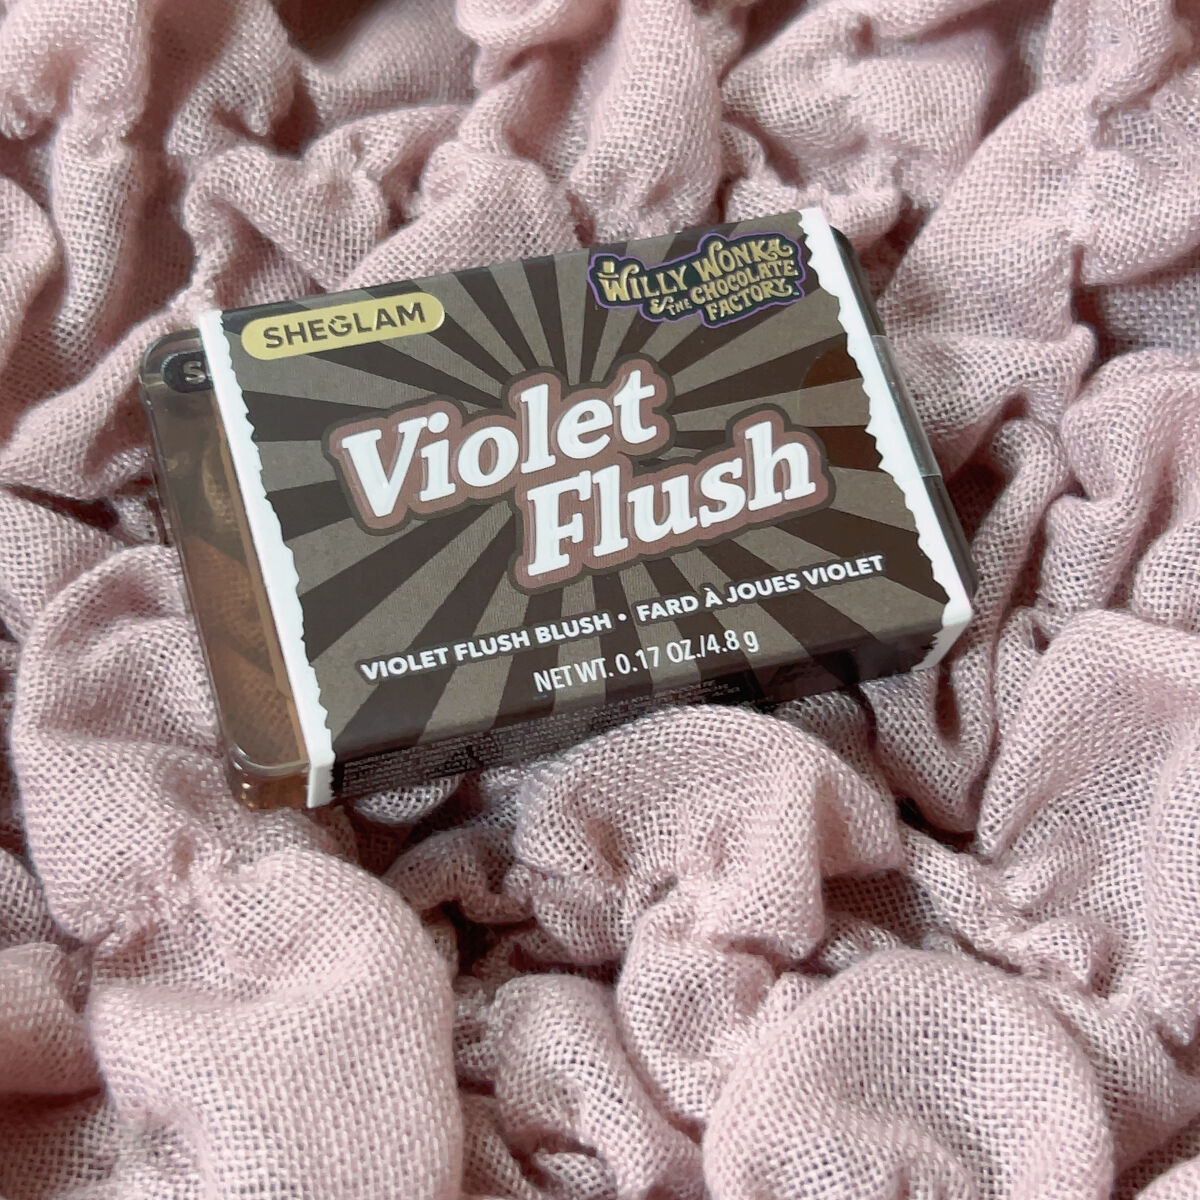 SHEGLAM
WILLY WONKA
& THE CHOCOLATE
FACTORY
Violet
Flush
VIOLET FLUSH BLUSH • FARD À JOUES VIOLET
NET WT. 0.17 OZ./4.8 g
S